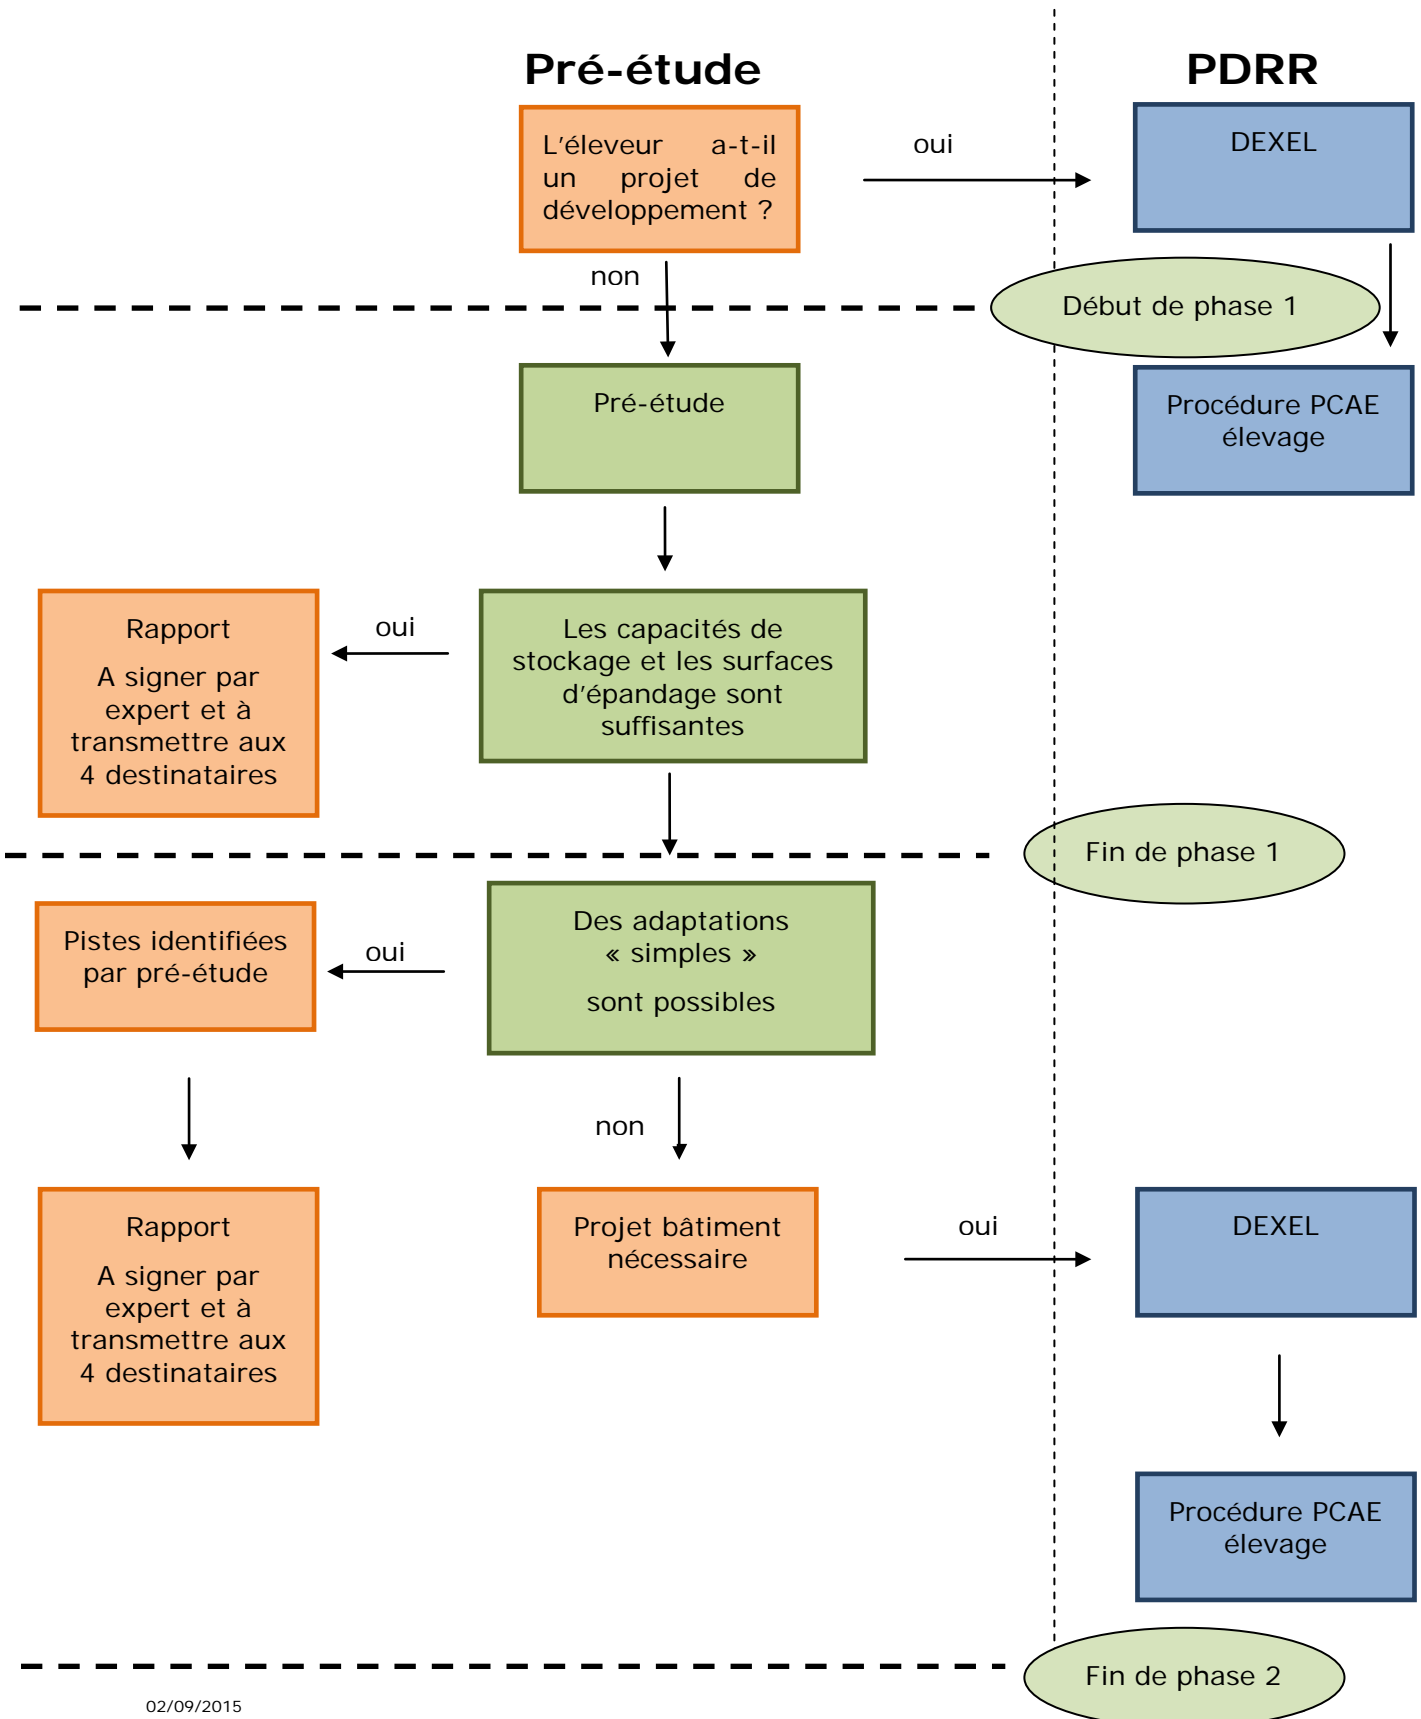 Pré-étude
PDRR
L'éleveur a-t-il
un projet de
développement ?
oui
DEXEL
non
Début de phase 1
Pré-étude
Procédure PCAE
élevage
Rapport
A signer par
expert et à
transmettre aux
4 destinataires
oui
Les capacités de
stockage et les surfaces
d'épandage sont
suffisantes
Fin de phase 1
Pistes identifiées
par pré-étude
oui
Des adaptations
« simples »
sont possibles
non
Rapport
A signer par
expert et à
transmettre aux
4 destinataires
Projet bâtiment
nécessaire
oui
DEXEL
Procédure PCAE
élevage
Fin de phase 2
02/09/2015